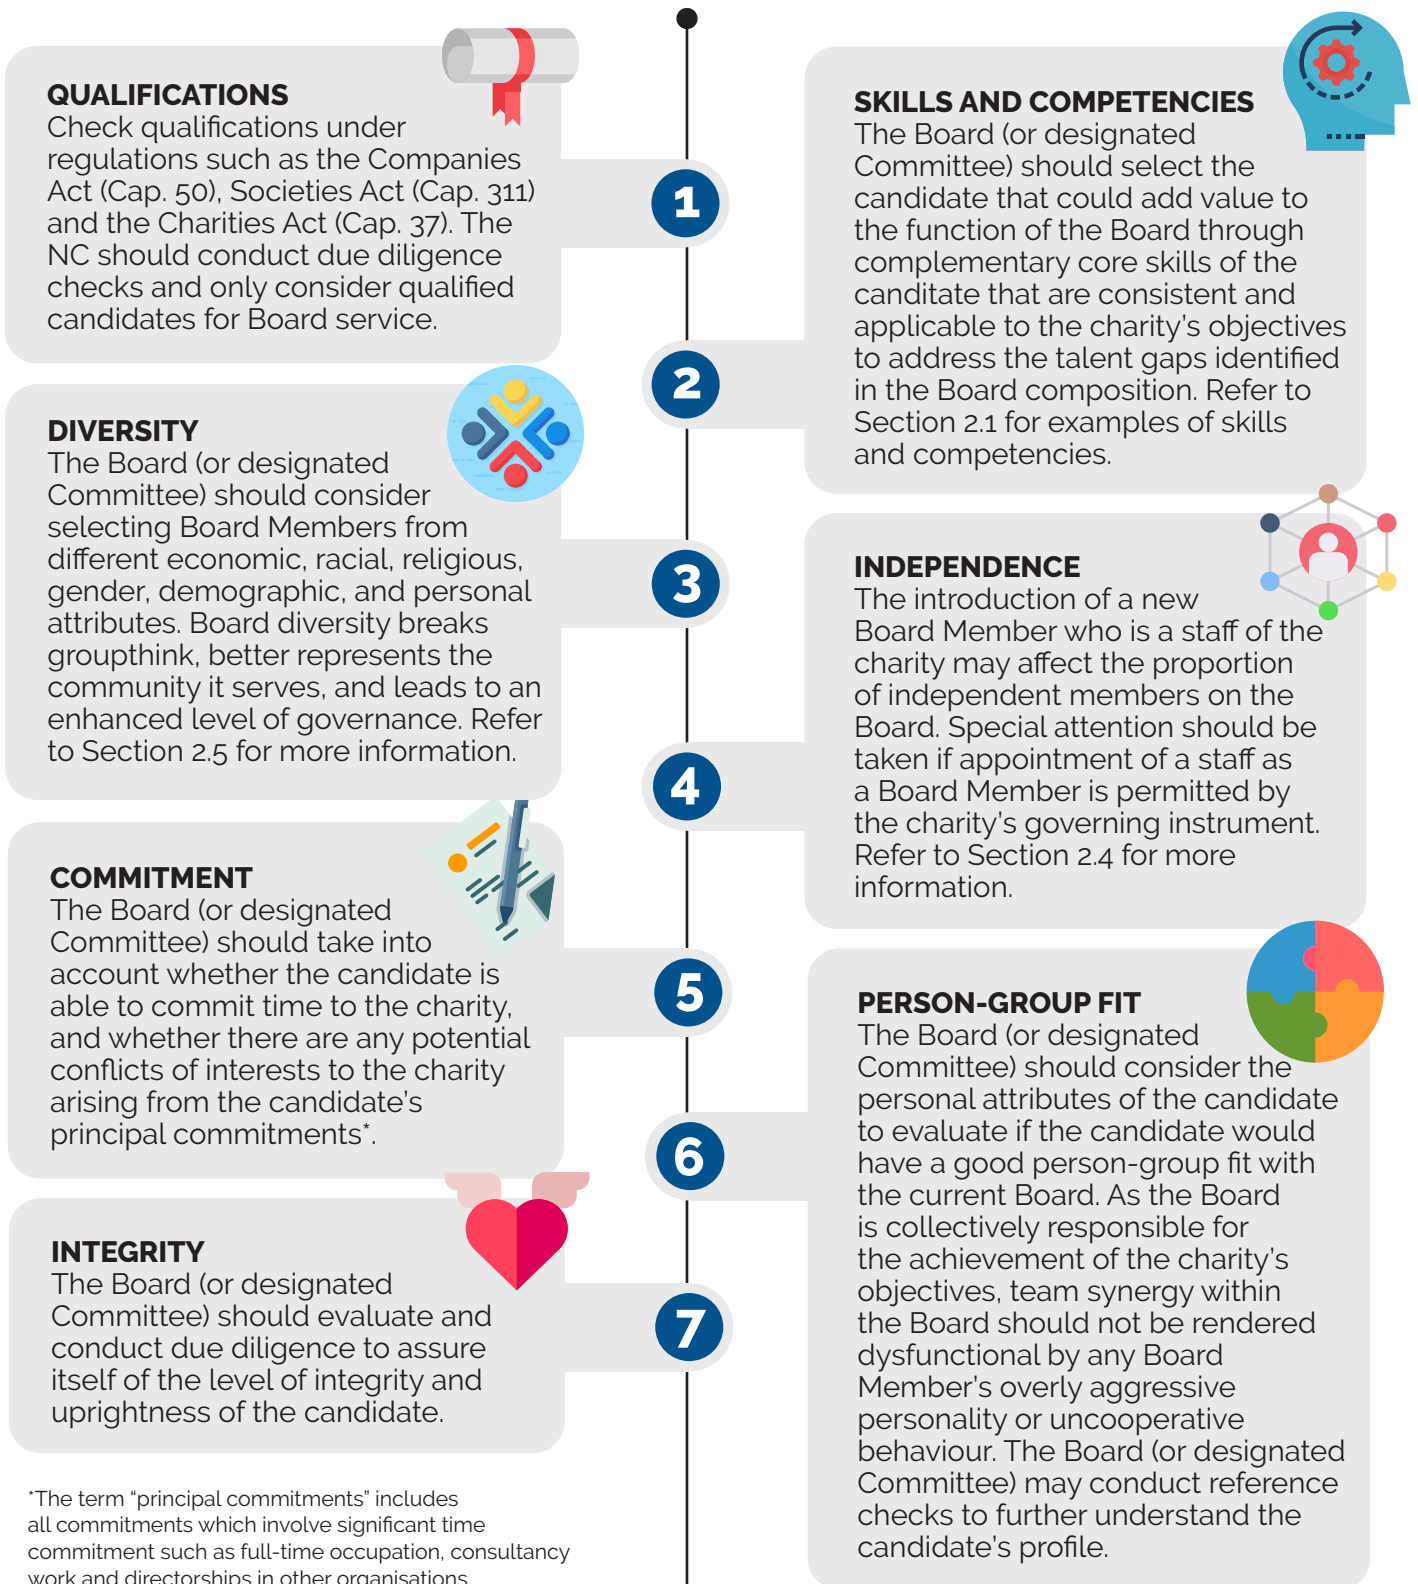 QUALIFICATIONS
Check qualifications under
regulations such as the Companies
Act (Cap. 50), Societies Act (Cap. 311)
and the Charities Act (Cap. 37). The
NC should conduct due diligence
checks and only consider qualified
candidates for Board service.
1
SKILLS AND COMPETENCIES
The Board (or designated
Committee) should select the
candidate that could add value to
the function of the Board through
complementary core skills of the
canditate that are consistent and
applicable to the charity's objectives
to address the talent gaps identified
in the Board composition. Refer to
Section 2.1 for examples of skills
and competencies.
2
DIVERSITY
The Board (or designated
Committee) should consider
selecting Board Members from
different economic, racial, religious,
gender, demographic, and personal
attributes. Board diversity breaks
groupthink, better represents the
community it serves, and leads to an
enhanced level of governance. Refer
to Section 2.5 for more information.
3
INDEPENDENCE
The introduction of a new
Board Member who is a staff of the
charity may affect the proportion
of independent members on the
Board. Special attention should be
taken if appointment of a staff as
a Board Member is permitted by
the charity's governing instrument.
Refer to Section 2.4 for more
information.
4
COMMITMENT
The Board (or designated
Committee) should take into
account whether the candidate is
able to commit time to the charity,
and whether there are any potential
conflicts of interests to the charity
arising from the candidate's
principal commitments*.
5
PERSON-GROUP FIT
The Board (or designated
Committee) should consider the
personal attributes of the candidate
to evaluate if the candidate would
have a good person-group fit with
the current Board. As the Board
is collectively responsible for
the achievement of the charity's
objectives, team synergy within
the Board should not be rendered
dysfunctional by any Board
Member's overly aggressive
personality or uncooperative
behaviour. The Board (or designated
Committee) may conduct reference
checks to further understand the
candidate's profile.
6
INTEGRITY
The Board (or designated
Committee) should evaluate and
conduct due diligence to assure
itself of the level of integrity and
uprightness of the candidate.
7
*The term “principal commitments” includes
all commitments which involve significant time
commitment such as full-time occupation, consultancy
work and directorships in other organisations